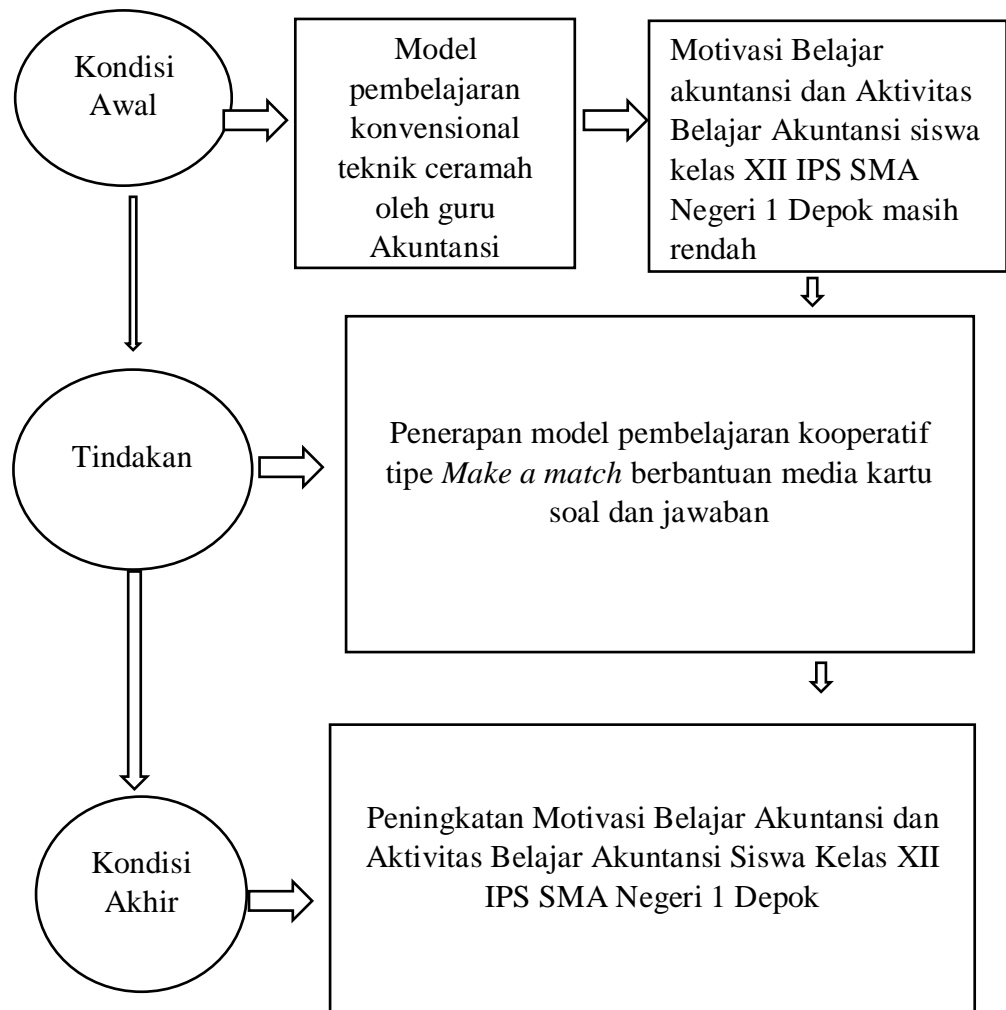 Kondisi
Awal
Model
pembelajaran
konvensional
teknik ceramah
oleh guru
Akuntansi
Motivasi Belajar
akuntansi dan Aktivitas
Belajar Akuntansi siswa
kelas XII IPS SMA
Negeri 1 Depok masih
rendah
Tindakan
Penerapan model pembelajaran kooperatif
tipe Make a match berbantuan media kartu
soal dan jawaban
Kondisi
Akhir
Peningkatan Motivasi Belajar Akuntansi dan
Aktivitas Belajar Akuntansi Siswa Kelas XII
IPS SMA Negeri 1 Depok